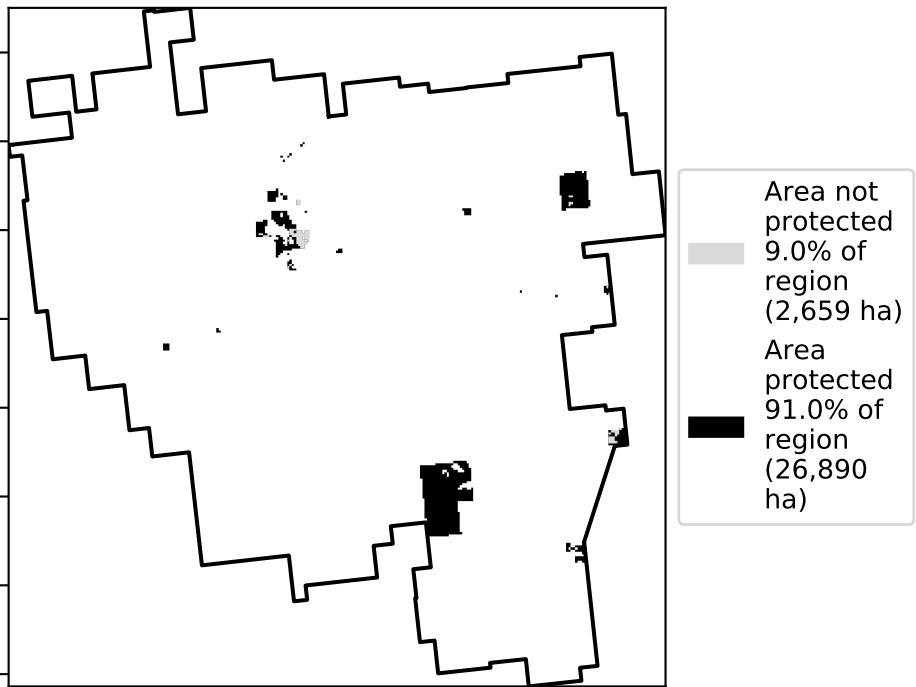 Area not
protected
9.0% of
region
(2,659 ha)
Area
protected
91.0% of
region
(26,890
ha)